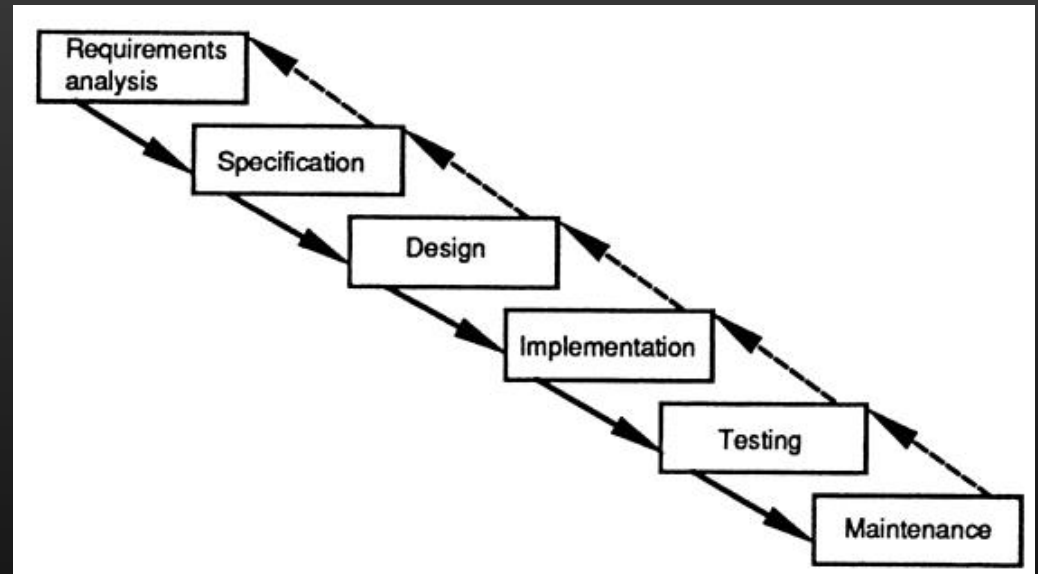 Requirements
analysis
Specification
Design
Implementation
Testing
Maintenance